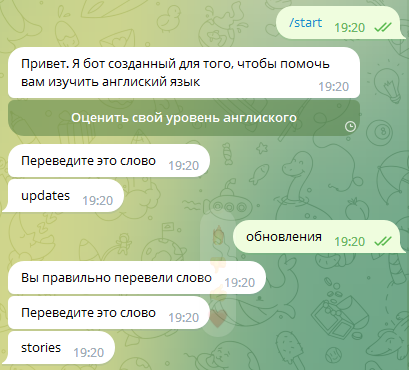 /start 19:20
Привет. Я бот созданный для того, чтобы помочь
вам изучить англиский язык
19:20
Оценить свой уровень англиского
Переведите это слово 19:20
updates 19:20
обновления 19:20
Вы правильно перевели слово 19:20
Переведите это слово 19:20
stories 19:20